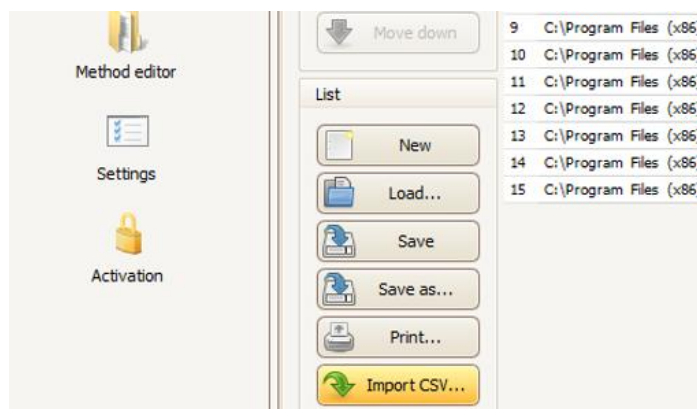 Method editor
Settings
Activation
Move down
List
New
Load...
Save
Save as...
Print...
Import CSV...
9 C:\Program Files (x86
10 C:\Program Files (x86
11 C:\Program Files (x86
12 C:\Program Files (x86
13 C:\Program Files (x86
14 C:\Program Files (x86
15 C:\Program Files (x86